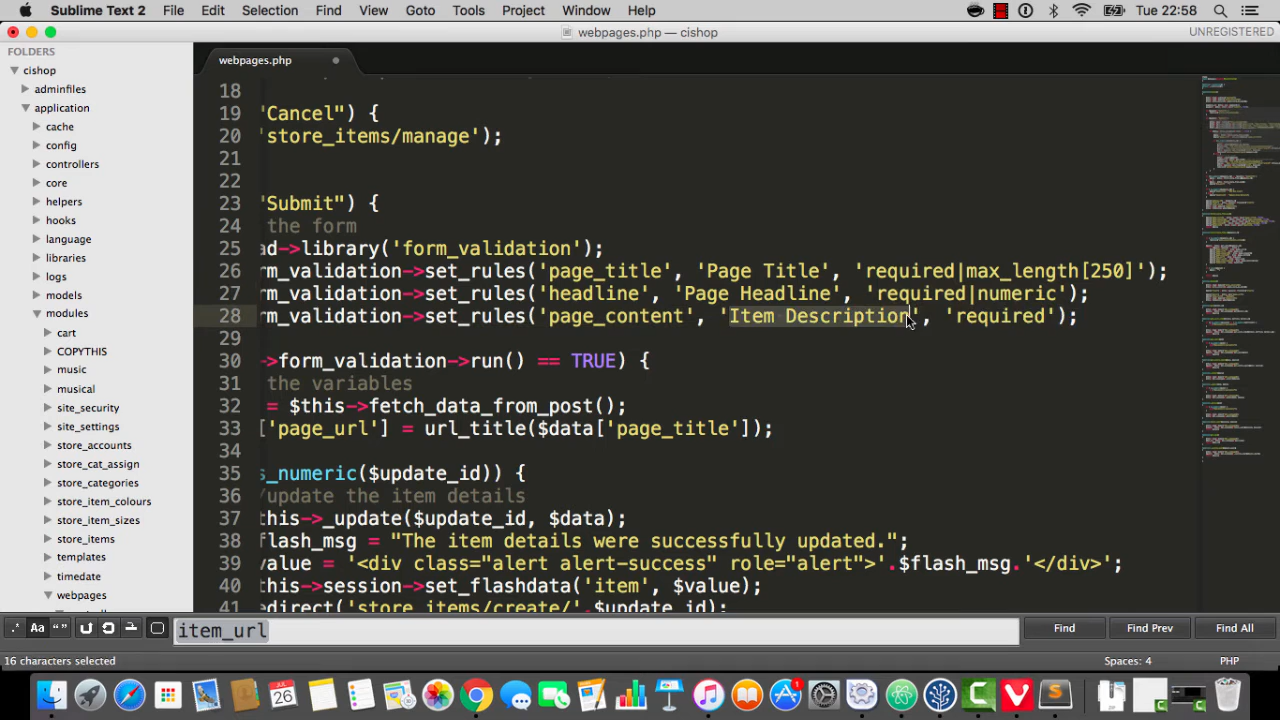 Sublime Text 2 File Edit Selection Find View Goto Tools Project Window Help Tue 22:58
webpages.php — cishop UNREGISTERED
FOLDERS
cishop
adminfiles
application
cache
config
controllers
core
helpers
hooks
language
libraries
logs
models
modules
cart
COPYTHIS
music
musical
site_security
site_settings
store_accounts
store_cat_assign
store_categories
store_item_colours
store_item_sizes
store_items
templates
timedate
webpages
webpages.php
18
19 "Cancel") {
20 'store_items/manage');
21
22
23 "Submit") {
24 the form
25 ad->library('form_validation');
26 rm_validation->set_rules('page_title', 'Page Title', 'required|max_length[250]');
27 rm_validation->set_rules('headline', 'Page Headline', 'required|numeric');
28 rm_validation->set_rules('page_content', 'Item Description', 'required');
29
30 ->form_validation->run() == TRUE) {
31 the variables
32 = $this->fetch_data_from_post();
33 ['page_url'] = url_title($data['page_title']);
34
35 s_numeric($update_id)) {
36 /update the item details
37 this->_update($update_id, $data);
38 flash_msg = "The item details were successfully updated.";
39 value = '<div class="alert alert-success" role="alert">'.$flash_msg.'</div>';
40 this->session->set_flashdata('item', $value);
41 edirect('store_items/create/'.$update_id);
.* Aa “” item_url Find Find Prev Find All
16 characters selected Spaces: 4 PHP